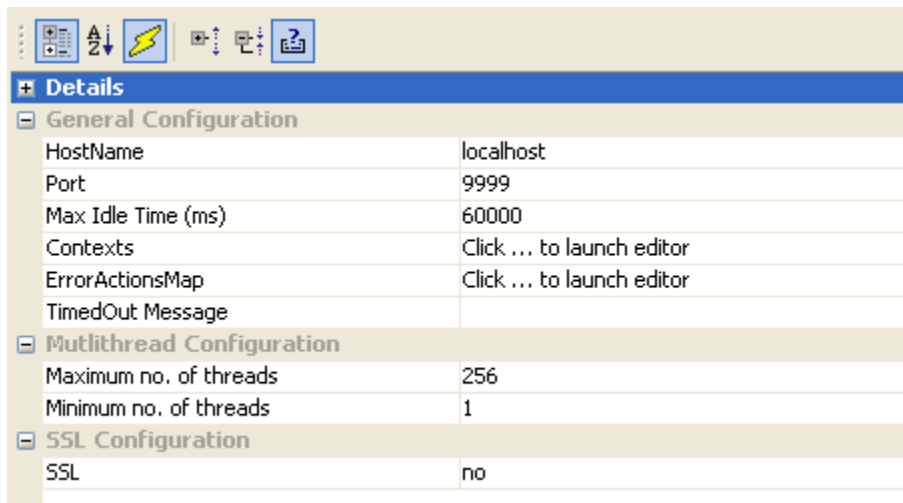 A
Z
Details
General Configuration
HostName localhost
Port 9999
Max Idle Time (ms) 60000
Contexts Click ... to launch editor
ErrorActionsMap Click ... to launch editor
TimedOut Message
Mutlithread Configuration
Maximum no. of threads 256
Minimum no. of threads 1
SSL Configuration
SSL no